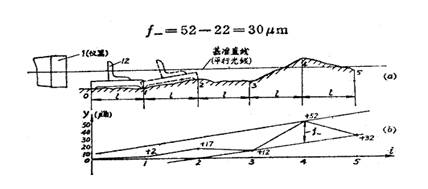 f_=52−22=30μm
1(仪器)
12
基准直线
(平行光线)
0 1 2 3 4 5
l l l l l
(a)
y (μm)
50
40
30
20
10
0
+2
+17
+12
+52
+32
f_
(b)
1 2 3 4 5